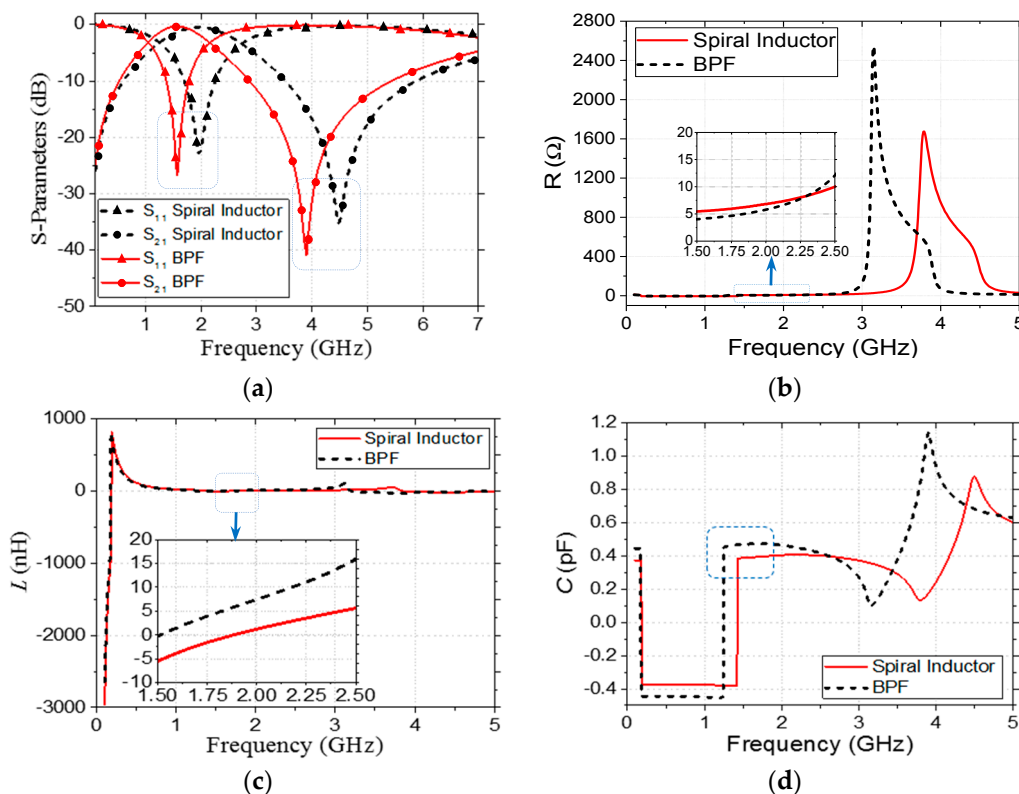 S-Parameters (dB)
0
-10
-20
-30
-40
-50
S11 Spiral Inductor
S21 Spiral Inductor
S11 BPF
S21 BPF
1 2 3 4 5 6 7
Frequency (GHz)
(a)
R (Ω)
2800
2400
2000
1600
1200
800
400
0
Spiral Inductor
BPF
20
15
10
5
0
1.50 1.75 2.00 2.25 2.50
0 1 2 3 4 5
Frequency (GHz)
(b)
L (nH)
1000
0
-1000
-2000
-3000
Spiral Inductor
BPF
20
15
10
5
0
-5
-10
1.50 1.75 2.00 2.25 2.50
0 1 2 3 4 5
Frequency (GHz)
(c)
C (pF)
1.2
1.0
0.8
0.6
0.4
0.2
0.0
-0.2
-0.4
Spiral Inductor
BPF
0 1 2 3 4 5
Frequency (GHz)
(d)